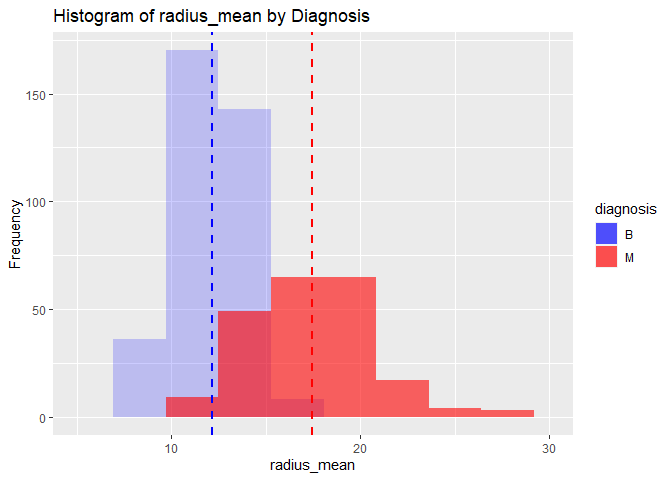 Histogram of radius_mean by Diagnosis
150
100
50
0
Frequency
10
20
30
radius_mean
diagnosis
B
M